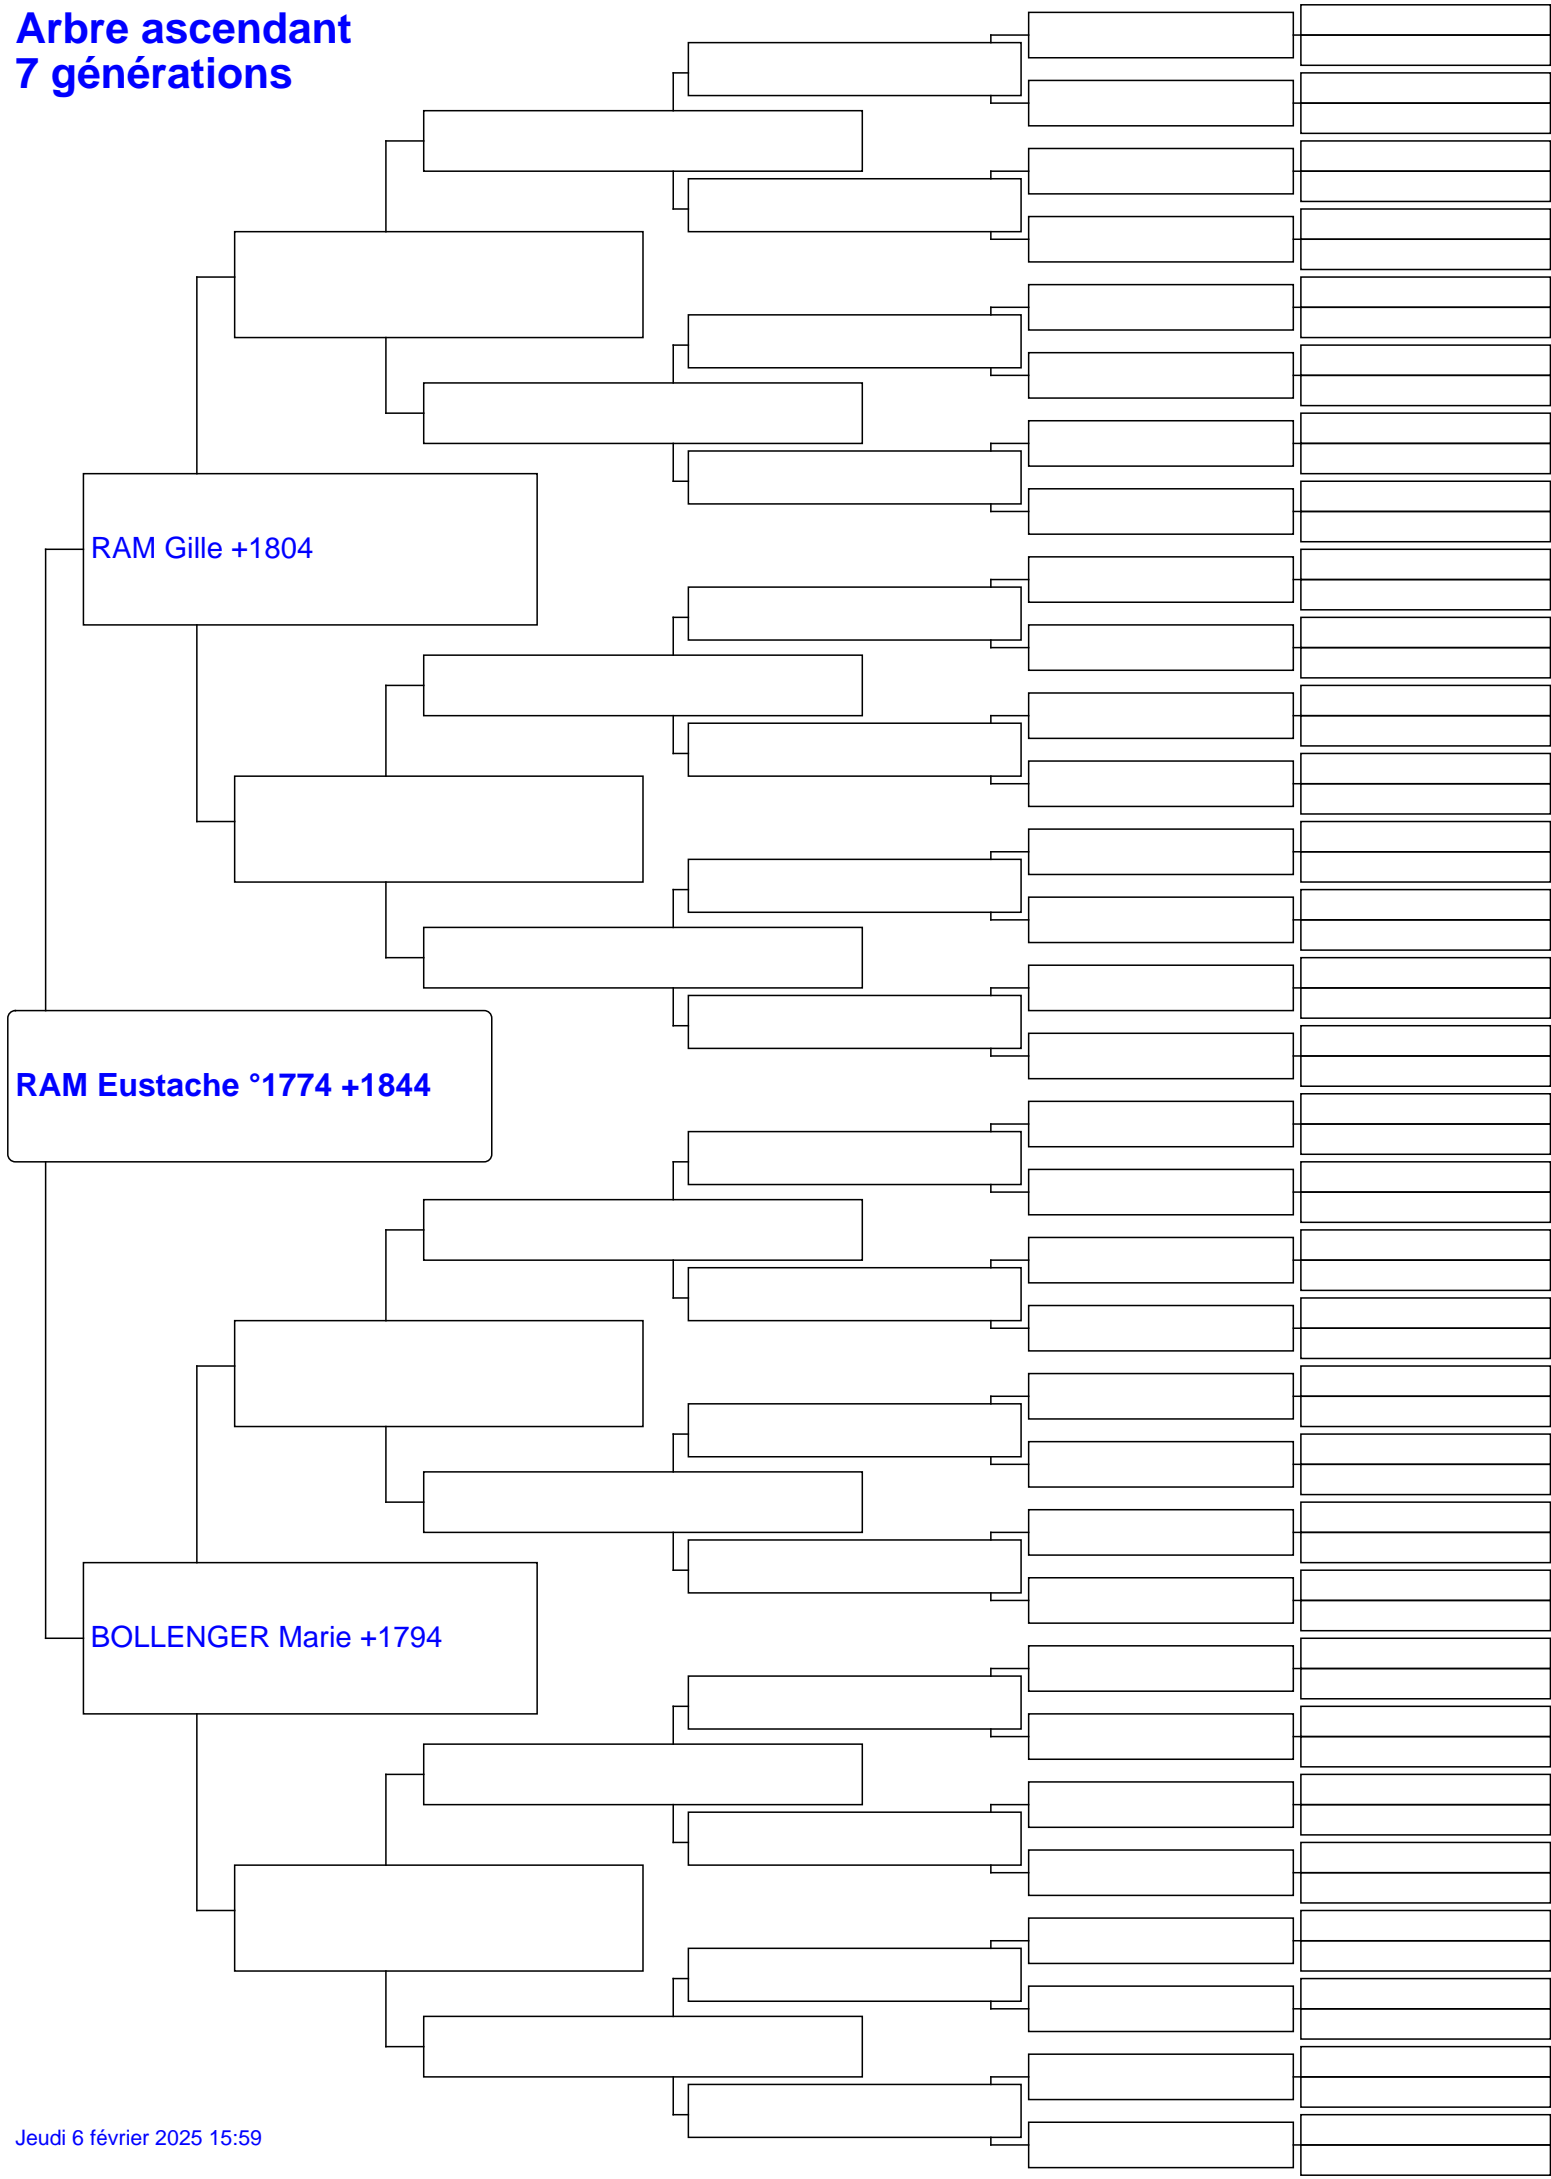 Arbre ascendant
7 générations
RAM Gille +1804
RAM Eustache °1774 +1844
BOLLENGER Marie +1794
Jeudi 6 février 2025 15:59